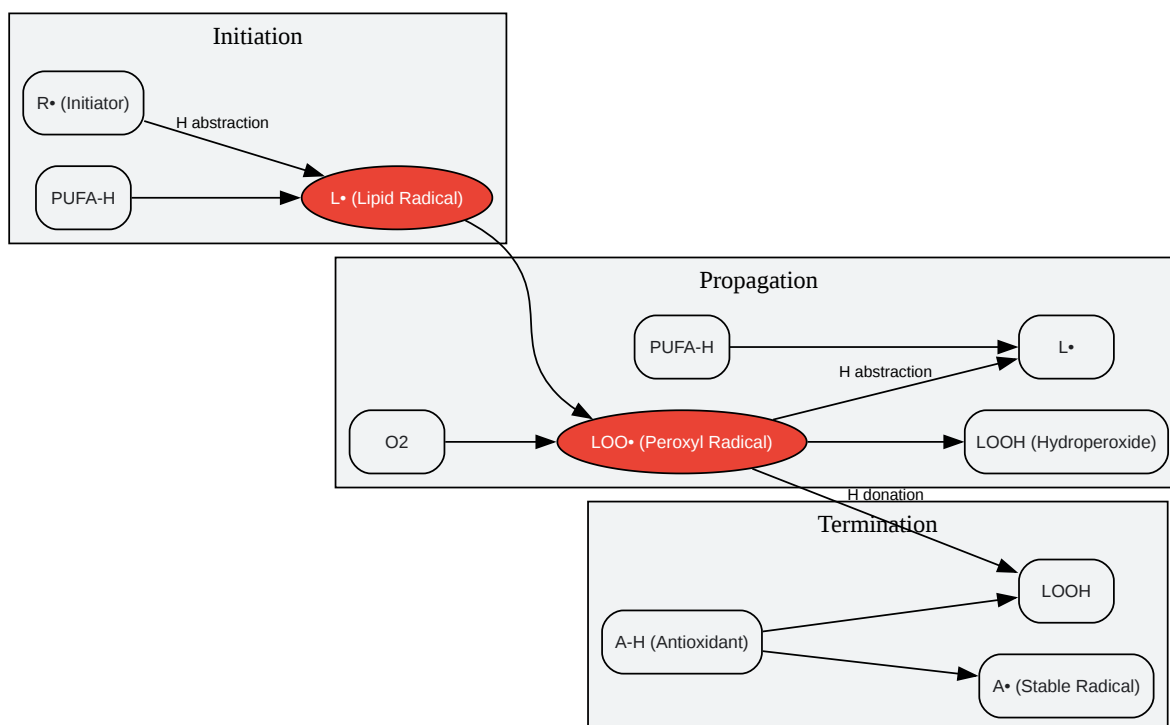 Initiation
R• (Initiator)
H abstraction
PUFA-H
L• (Lipid Radical)
Propagation
PUFA-H
L•
H abstraction
O2
LOO• (Peroxyl Radical)
LOOH (Hydroperoxide)
H donation
Termination
LOOH
A-H (Antioxidant)
A• (Stable Radical)